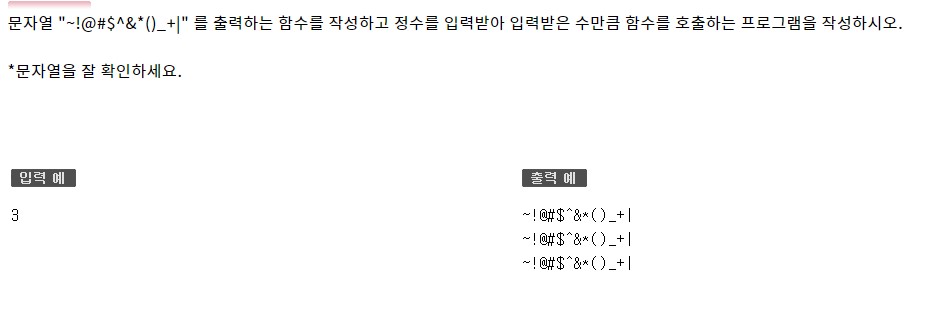 문자열 "~!@#$^&*()_+|" 를 출력하는 함수를 작성하고 정수를 입력받아 입력받은 수만큼 함수를 호출하는 프로그램을 작성하시오.
*문자열을 잘 확인하세요.
입력 예
출력 예
3
~!@#$^&*()_+|
~!@#$^&*()_+|
~!@#$^&*()_+|